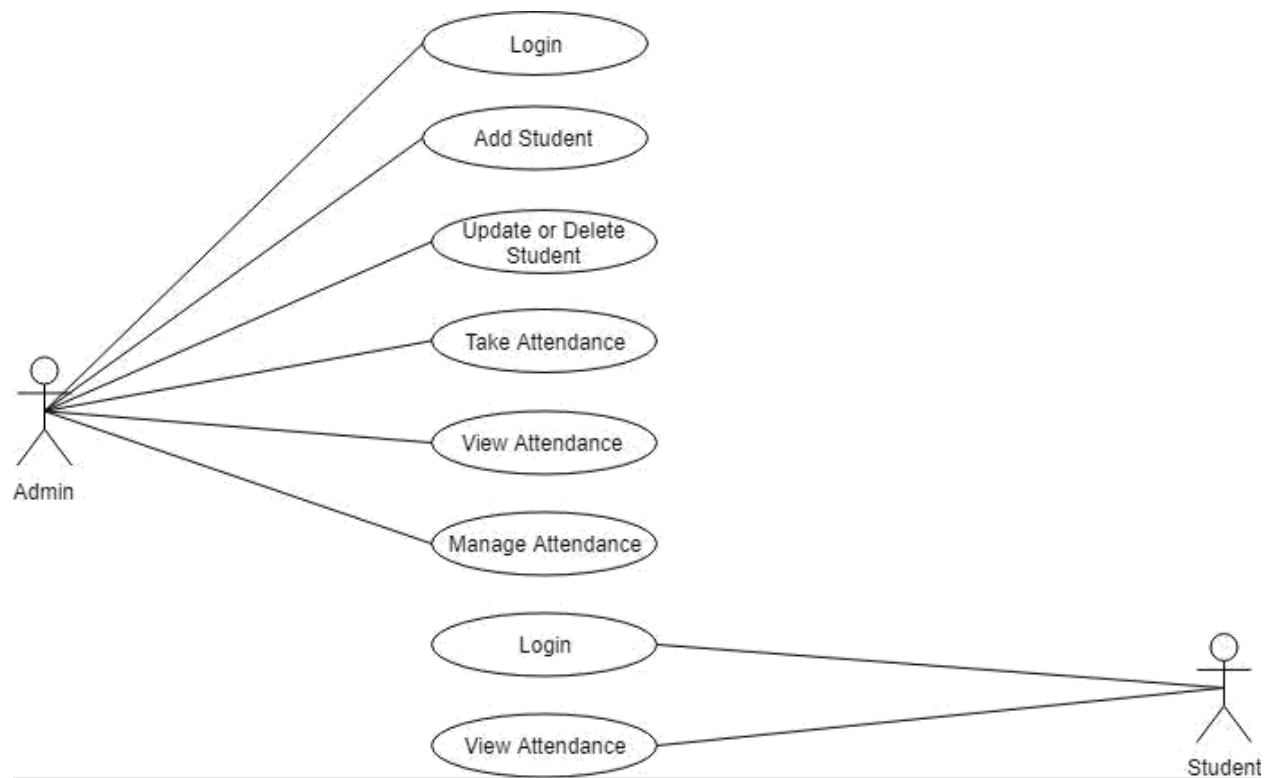 Login
Add Student
Update or Delete
Student
Take Attendance
View Attendance
Admin
Manage Attendance
Login
View Attendance
Student